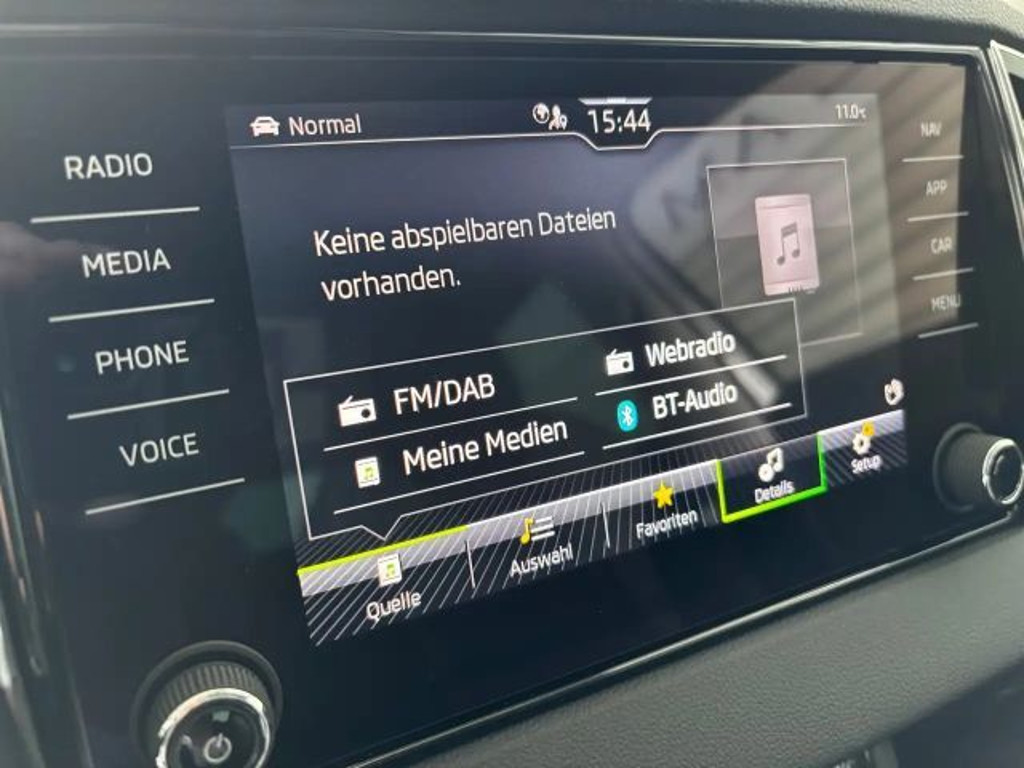 Normal
15:44
11.0°C
RADIO
MEDIA
PHONE
VOICE
NAV
APP
CAR
MENU
Keine abspielbaren Dateien
vorhanden.
FM/DAB
Webradio
Meine Medien
BT-Audio
Quelle
Auswahl
Favoriten
Details
Setup